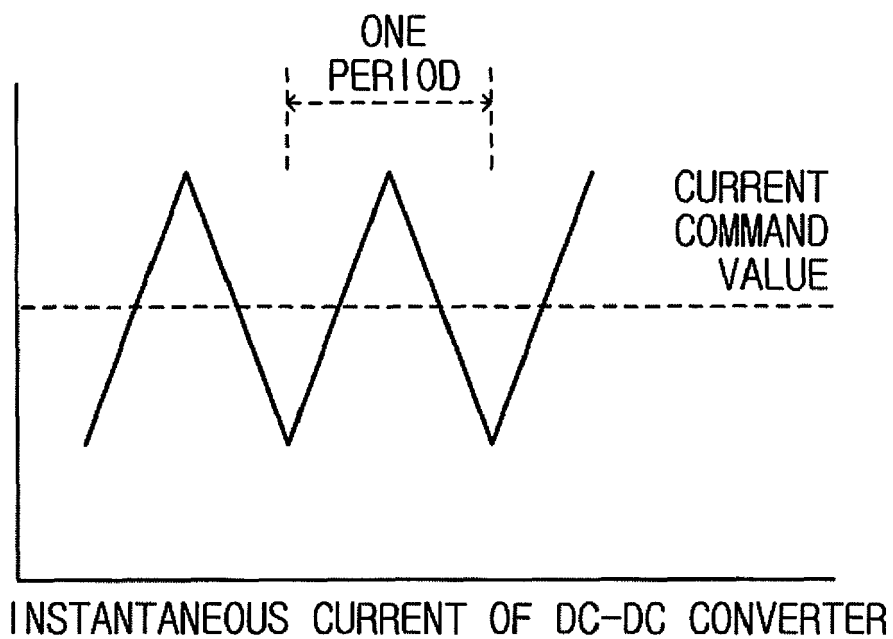 ONE
PERIOD
CURRENT
COMMAND
VALUE
INSTANTANEOUS CURRENT OF DC-DC CONVERTER